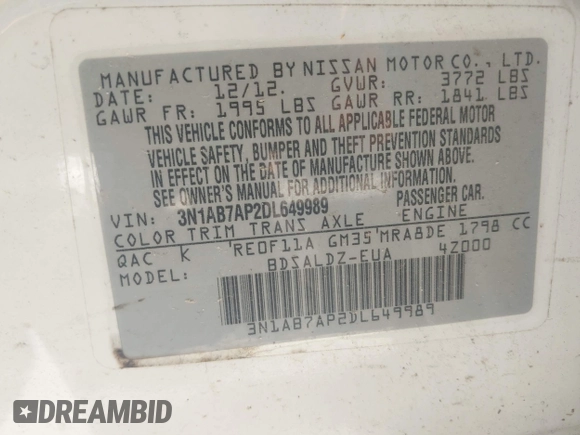 MANUFACTURED BY NISSAN MOTOR CO., LTD.
DATE: 12/12. GVWR: 3772 LBS
GAWR FR: 1995 LBS GAWR RR: 1841 LBS
THIS VEHICLE CONFORMS TO ALL APPLICABLE FEDERAL MOTOR
VEHICLE SAFETY, BUMPER AND THEFT PREVENTION STANDARDS
IN EFFECT ON THE DATE OF MANUFACTURE SHOWN ABOVE.
SEE OWNER'S MANUAL FOR ADDITIONAL INFORMATION.
VIN: 3N1AB7AP2DL649989 PASSENGER CAR.
COLOR TRIM TRANS AXLE ENGINE
QAC K RE0F11A GM35 MRA8DE 1798 CC
MODEL: BDSALDZ-EUA 42000
3N1AB7AP2DL649989
DREAMBID